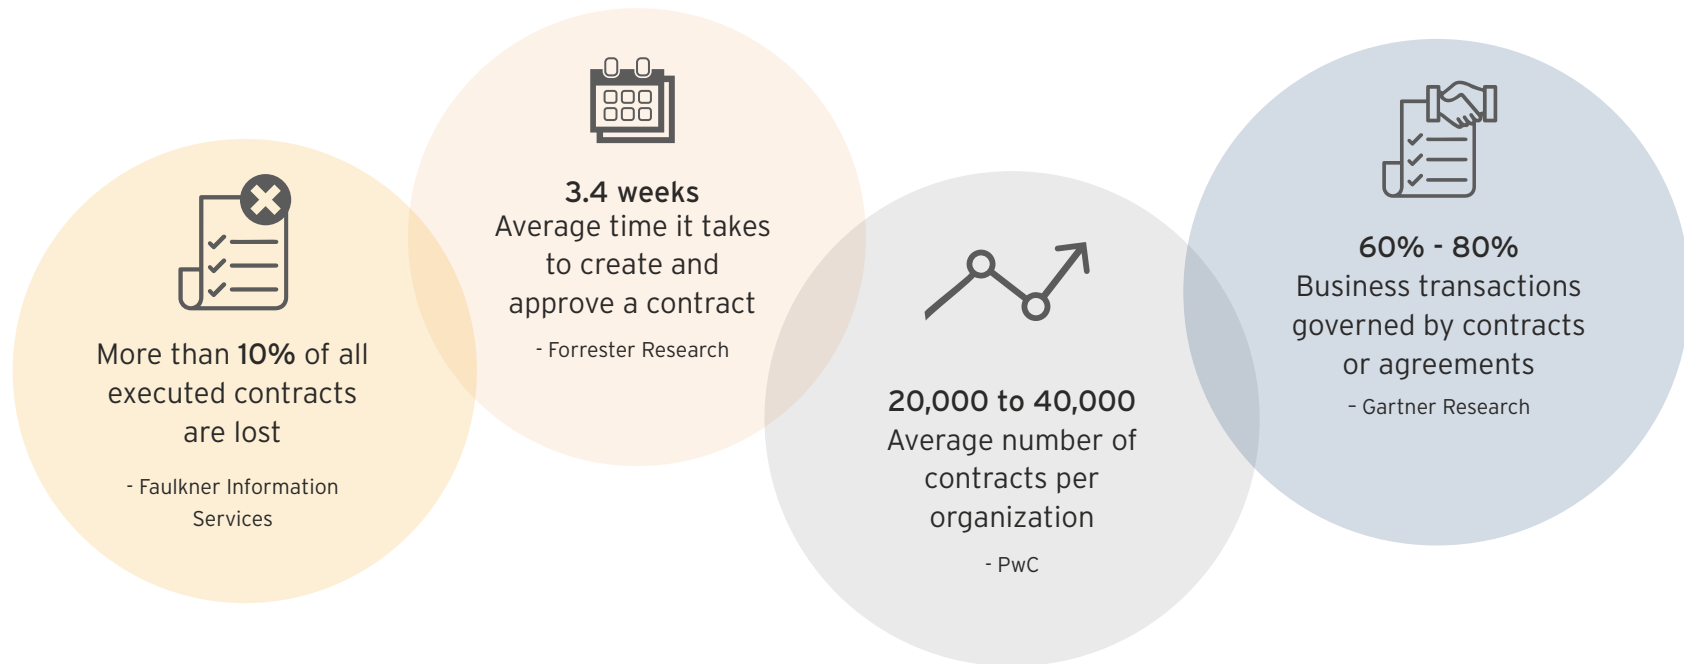 More than 10% of all
executed contracts
are lost
- Faulkner Information
Services
3.4 weeks
Average time it takes
to create and
approve a contract
- Forrester Research
20,000 to 40,000
Average number of
contracts per
organization
- PwC
60% - 80%
Business transactions
governed by contracts
or agreements
– Gartner Research